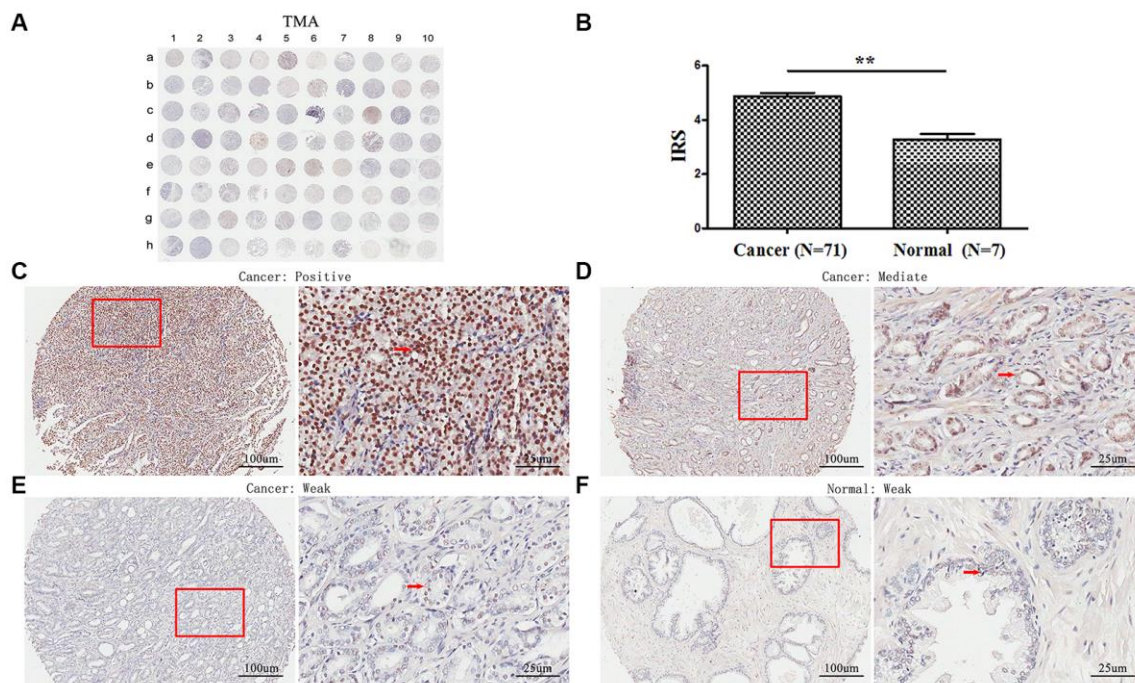 A
TMA
1 2 3 4 5 6 7 8 9 10
a
b
c
d
e
f
g
h
B
**
6
4
2
0
IRS
Cancer (N=71) Normal (N=7)
C
Cancer: Positive
100um
25um
D
Cancer: Mediate
100um
25um
E
Cancer: Weak
100um
25um
F
Normal: Weak
100um
25um